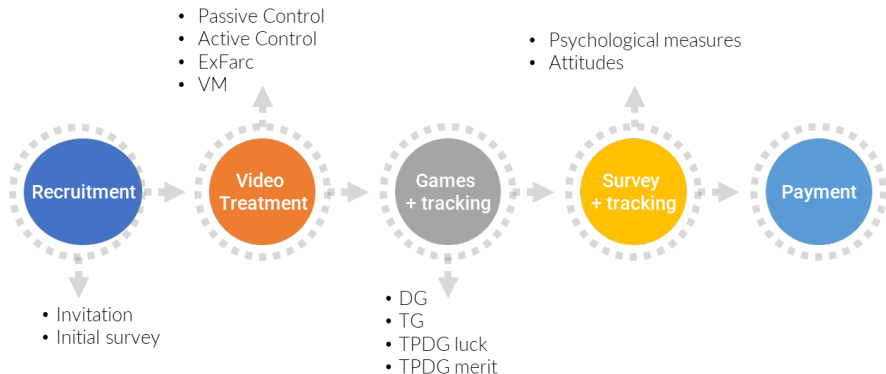 • Passive Control
• Active Control
• ExFarc
• VM
• Psychological measures
• Attitudes
Recruitment
Video
Treatment
Games
+ tracking
Survey
+ tracking
Payment
• Invitation
• Initial survey
• DG
• TG
• TPDG luck
• TPDG merit